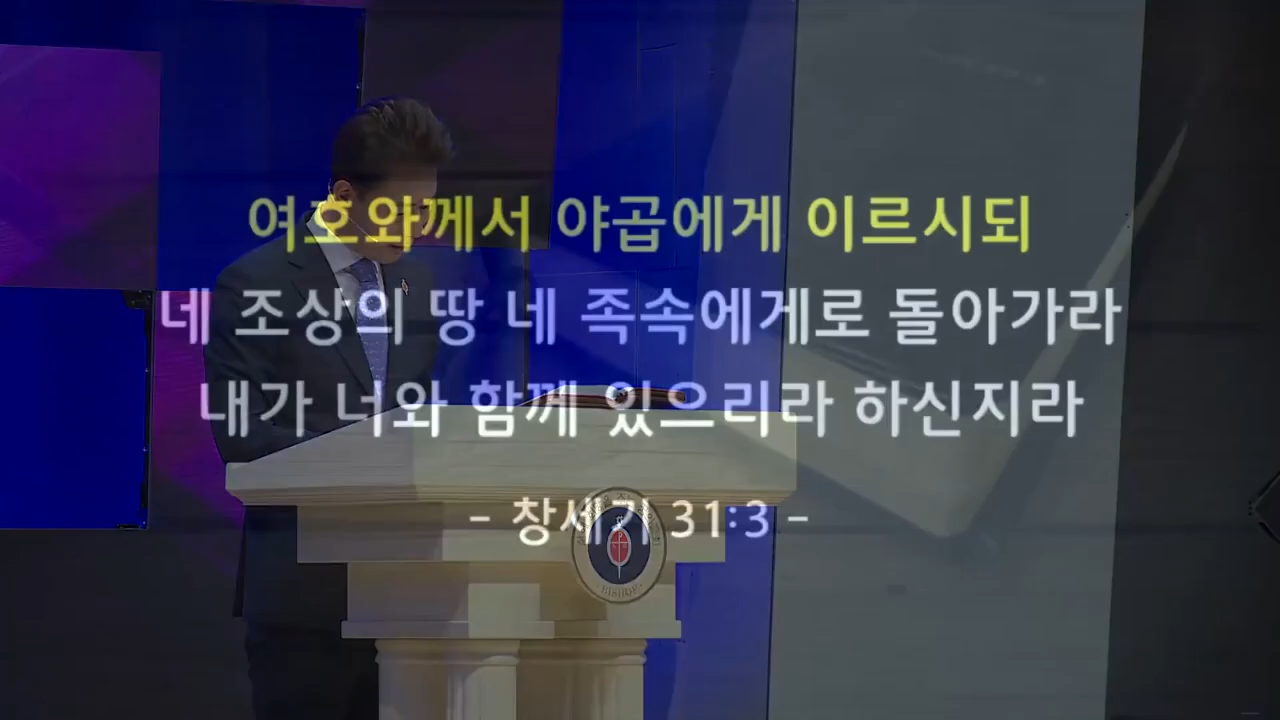 여호와께서 야곱에게 이르시되
네 조상의 땅 네 족속에게로 돌아가라
내가 너와 함께 있으리라 하신지라
- 창세기 31:3 -
BISHOP